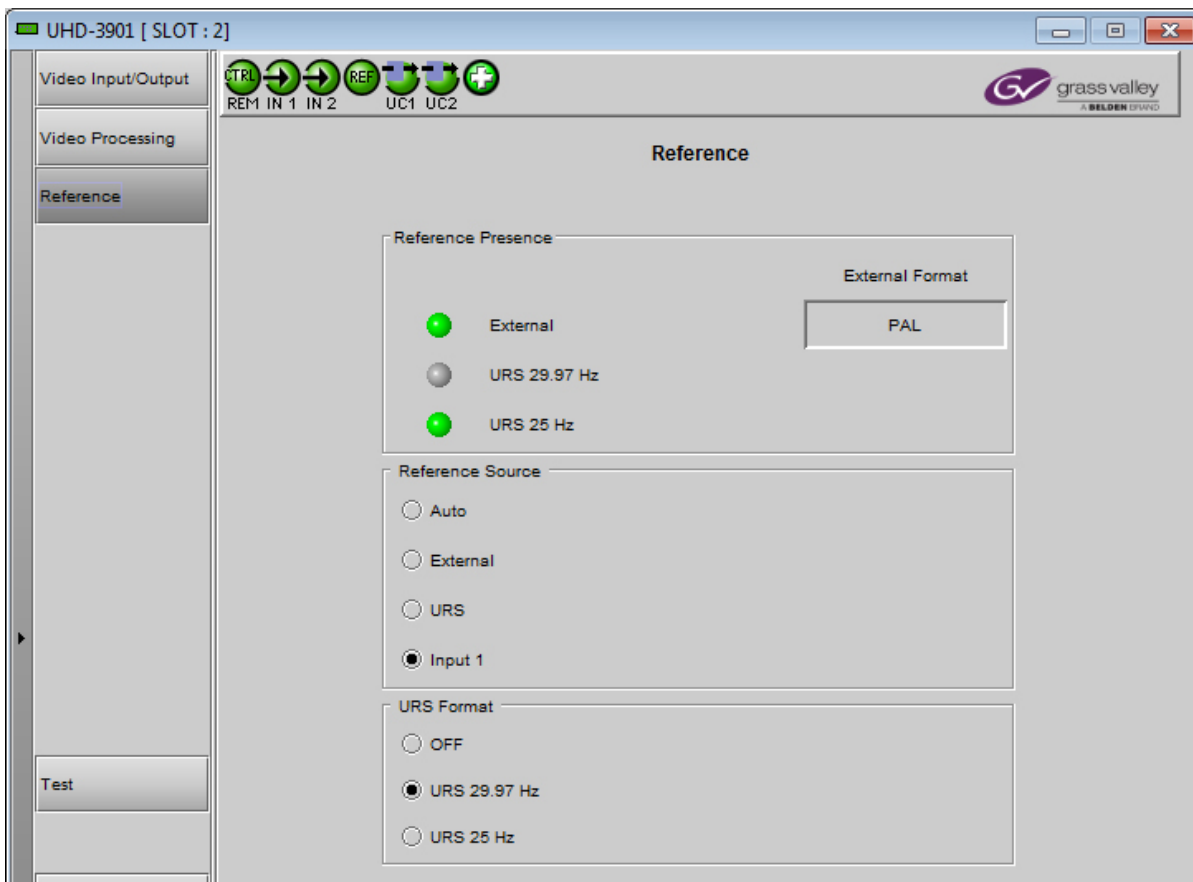 UHD-3901 [ SLOT : 2]
Video Input/Output
Video Processing
Reference
Test
CTRL REF
REM IN 1 IN 2 UC1 UC2
GV grass valley
A BELDEN BRAND
Reference
Reference Presence
External Format
External PAL
URS 29.97 Hz
URS 25 Hz
Reference Source
Auto
External
URS
Input 1
URS Format
OFF
URS 29.97 Hz
URS 25 Hz